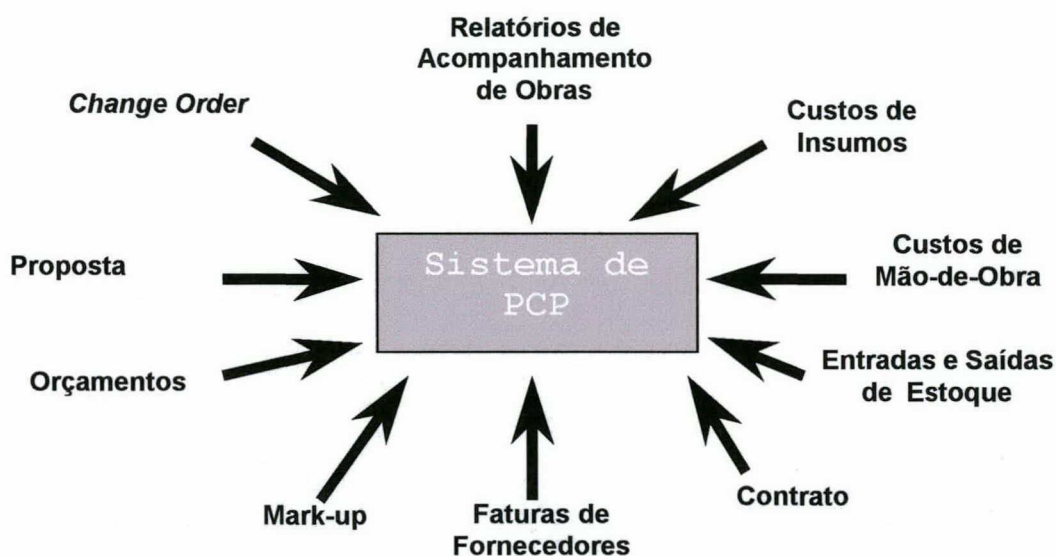 Relatórios de
Acompanhamento
de Obras
Change Order
Custos de
Insumos
Sistema de
PCP
Proposta
Custos de
Mão-de-Obra
Orçamentos
Entradas e Saídas
de Estoque
Mark-up
Faturas de
Fornecedores
Contrato